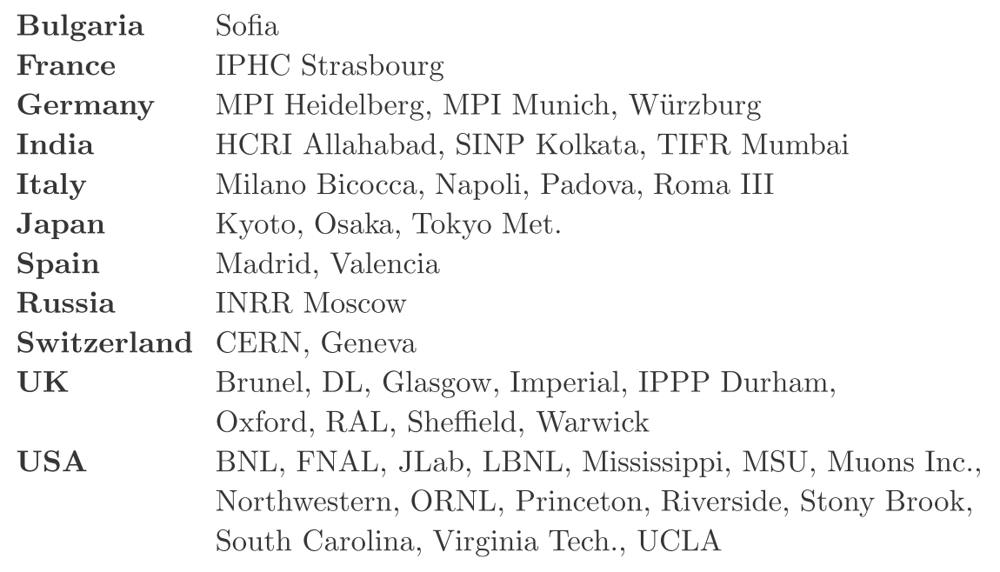 Bulgaria Sofia
France IPHC Strasbourg
Germany MPI Heidelberg, MPI Munich, Würzburg
India HCRI Allahabad, SINP Kolkata, TIFR Mumbai
Italy Milano Bicocca, Napoli, Padova, Roma III
Japan Kyoto, Osaka, Tokyo Met.
Spain Madrid, Valencia
Russia INRR Moscow
Switzerland CERN, Geneva
UK Brunel, DL, Glasgow, Imperial, IPPP Durham,
Oxford, RAL, Sheffield, Warwick
USA BNL, FNAL, JLab, LBNL, Mississippi, MSU, Muons Inc.,
Northwestern, ORNL, Princeton, Riverside, Stony Brook,
South Carolina, Virginia Tech., UCLA